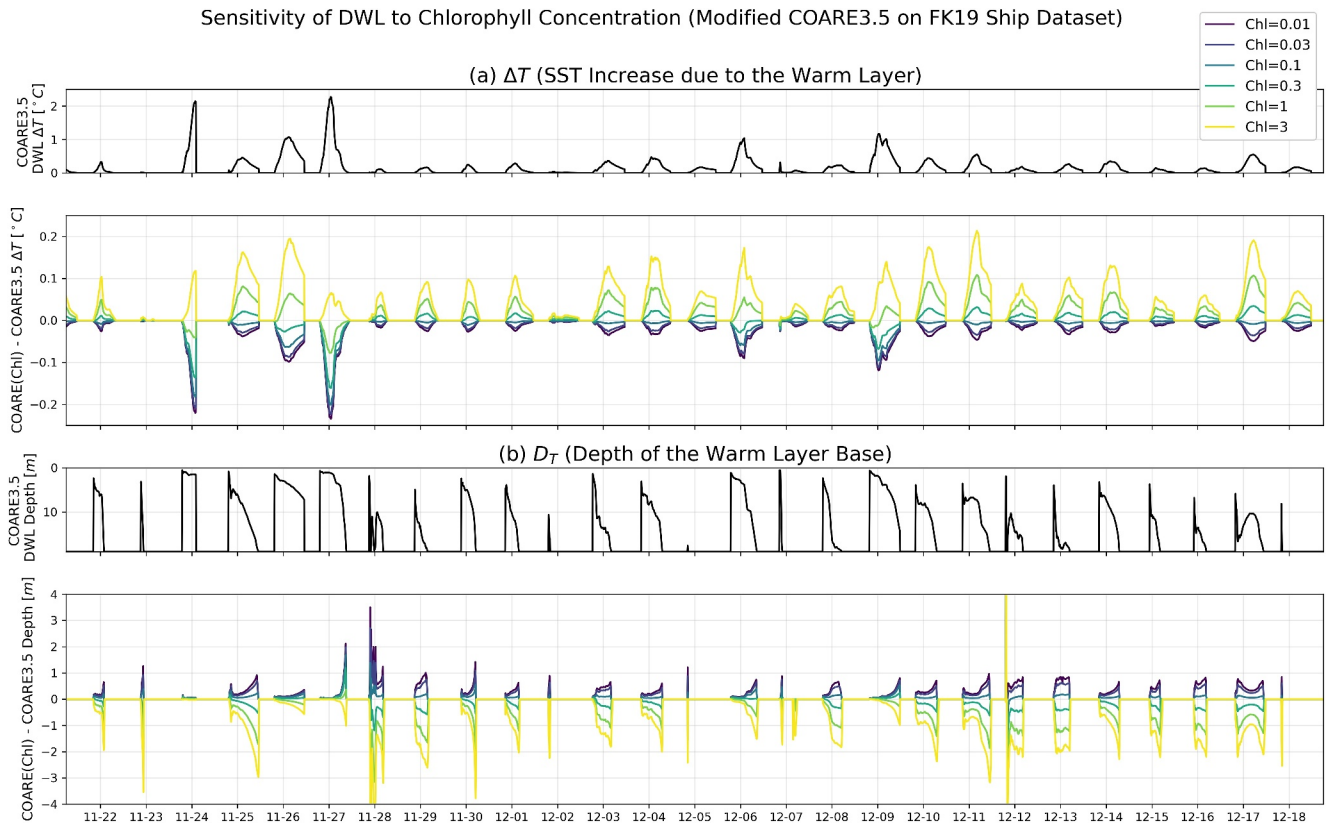 Sensitivity of DWL to Chlorophyll Concentration (Modified COARE3.5 on FK19 Ship Dataset)
Chl=0.01
Chl=0.03
Chl=0.1
Chl=0.3
Chl=1
Chl=3
(a) ΔT (SST Increase due to the Warm Layer)
COARE3.5
DWL ΔT [°C]
2
1
0
COARE(Chl) - COARE3.5 ΔT [°C]
0.2
0.1
0.0
−0.1
−0.2
(b) D_T (Depth of the Warm Layer Base)
COARE3.5
DWL Depth [m]
0
10
COARE(Chl) - COARE3.5 Depth [m]
4
3
2
1
0
−1
−2
−3
−4
11-22 11-23 11-24 11-25 11-26 11-27 11-28 11-29 11-30 12-01 12-02 12-03 12-04 12-05 12-06 12-07 12-08 12-09 12-10 12-11 12-12 12-13 12-14 12-15 12-16 12-17 12-18